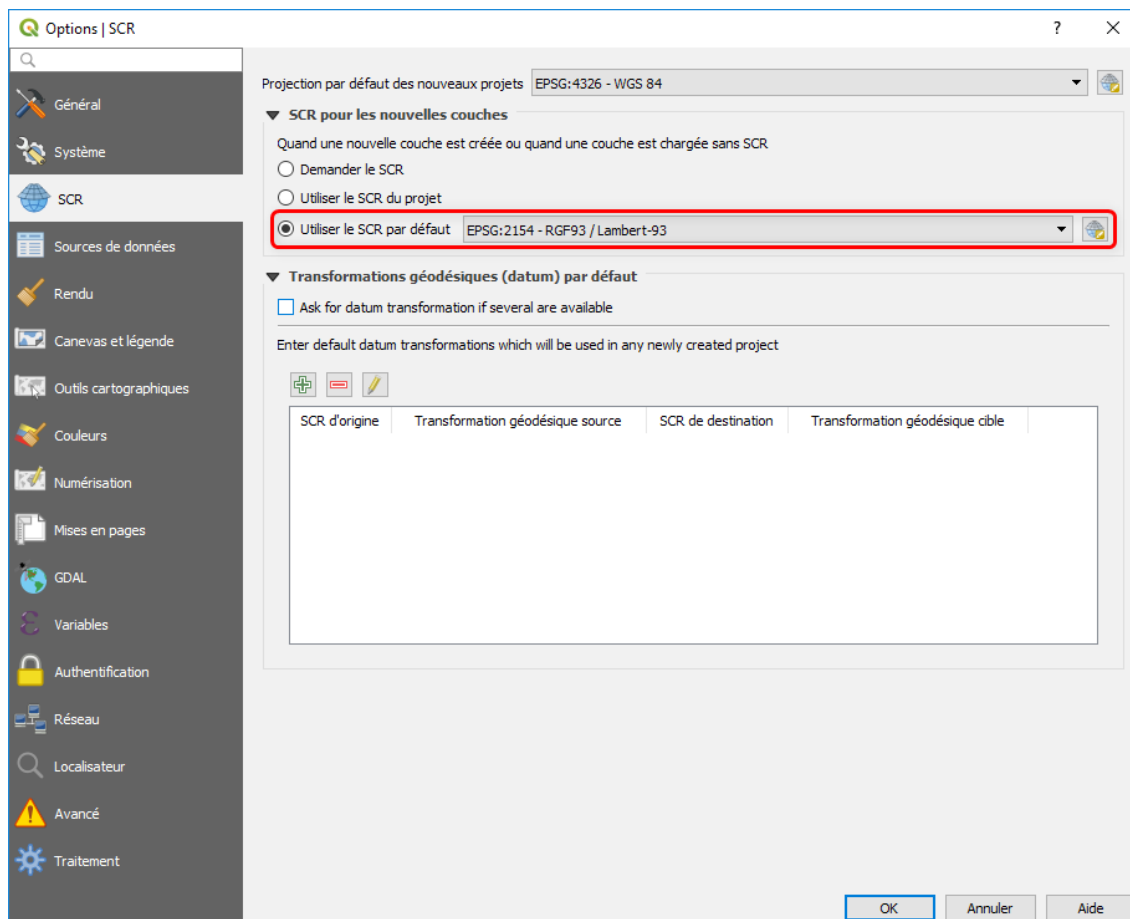 Options | SCR
?
Projection par défaut des nouveaux projets EPSG:4326 - WGS 84
Général
SCR pour les nouvelles couches
Quand une nouvelle couche est créée ou quand une couche est chargée sans SCR
Système
Demander le SCR
SCR
Utiliser le SCR du projet
Utiliser le SCR par défaut EPSG:2154 - RGF93 / Lambert-93
Sources de données
Transformations géodésiques (datum) par défaut
Rendu
Ask for datum transformation if several are available
Canevas et légende
Enter default datum transformations which will be used in any newly created project
Outils cartographiques
SCR d'origine Transformation géodésique source SCR de destination Transformation géodésique cible
Couleurs
Numérisation
Mises en pages
GDAL
Variables
Authentification
Réseau
Localisateur
Avancé
Traitement
OK Annuler Aide